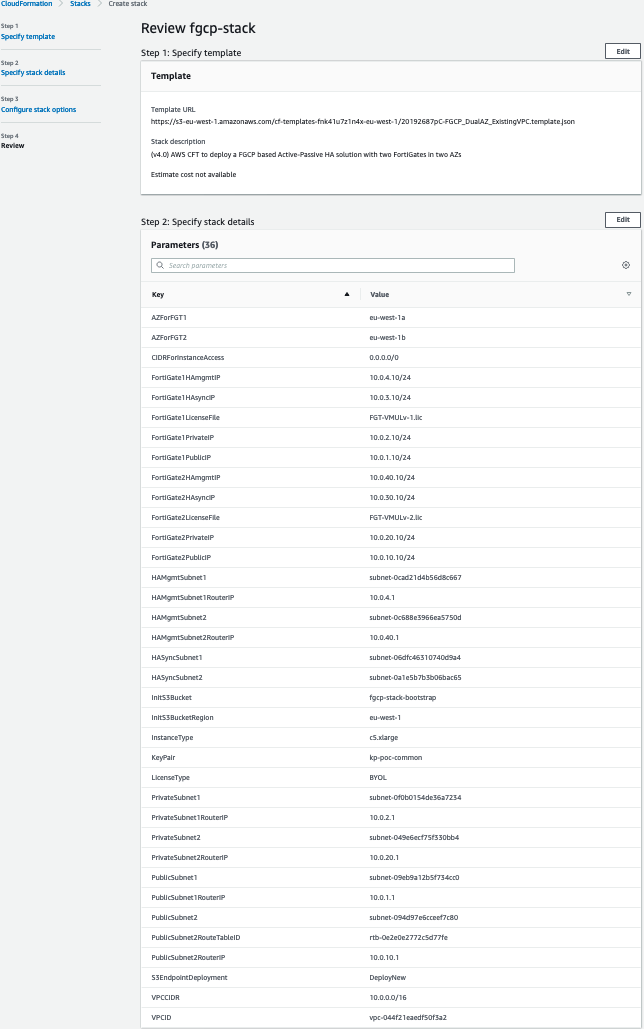 CloudFormation > Stacks > Create stack
Step 1
Specify template
Step 2
Specify stack details
Step 3
Configure stack options
Step 4
Review
Review fgcp-stack
Step 1: Specify template
Edit
Template
Template URL
https://s3-eu-west-1.amazonaws.com/cf-templates-fnk41u7z1n4x-eu-west-1/20192687pC-FGCP_DualAZ_ExistingVPC.template.json
Stack description
(v4.0) AWS CFT to deploy a FGCP based Active-Passive HA solution with two FortiGates in two AZs
Estimate cost not available
Step 2: Specify stack details
Edit
Parameters (36)
Search parameters
Key Value
AZForFGT1 eu-west-1a
AZForFGT2 eu-west-1b
CIDRForInstanceAccess 0.0.0.0/0
FortiGate1HAmgmtIP 10.0.4.10/24
FortiGate1HAsyncIP 10.0.3.10/24
FortiGate1LicenseFile FGT-VMULv-1.lic
FortiGate1PrivateIP 10.0.2.10/24
FortiGate1PublicIP 10.0.1.10/24
FortiGate2HAmgmtIP 10.0.40.10/24
FortiGate2HAsyncIP 10.0.30.10/24
FortiGate2LicenseFile FGT-VMULv-2.lic
FortiGate2PrivateIP 10.0.20.10/24
FortiGate2PublicIP 10.0.10.10/24
HAMgmtSubnet1 subnet-0cad21d4b56d8c667
HAMgmtSubnet1RouterIP 10.0.4.1
HAMgmtSubnet2 subnet-0c688e3966ea5750d
HAMgmtSubnet2RouterIP 10.0.40.1
HASyncSubnet1 subnet-06dfc46310740d9a4
HASyncSubnet2 subnet-0a1e5b7b3b06bac65
InitS3Bucket fgcp-stack-bootstrap
InitS3BucketRegion eu-west-1
InstanceType c5.xlarge
KeyPair kp-poc-common
LicenseType BYOL
PrivateSubnet1 subnet-0f0b0154de36a7234
PrivateSubnet1RouterIP 10.0.2.1
PrivateSubnet2 subnet-049e6ecf75f330bb4
PrivateSubnet2RouterIP 10.0.20.1
PublicSubnet1 subnet-09eb9a12b5f734cc0
PublicSubnet1RouterIP 10.0.1.1
PublicSubnet2 subnet-094d97e6cceef7c80
PublicSubnet2RouteTableID rtb-0e2e0e2772c5d77fe
PublicSubnet2RouterIP 10.0.10.1
S3EndpointDeployment DeployNew
VPCCIDR 10.0.0.0/16
VPCID vpc-044f21eaedf50f3a2